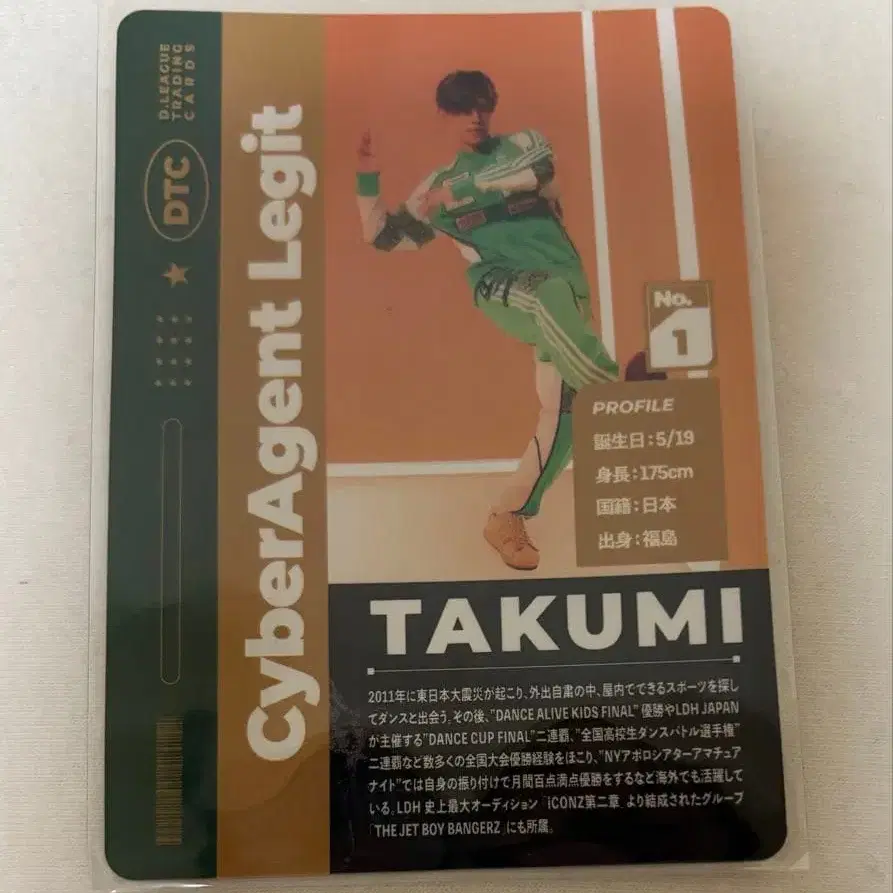 D.LEAGUE
TRADING
CARDS
DTC
CyberAgent Legit
No.
1
PROFILE
誕生日:5/19
身長:175cm
国籍:日本
出身:福島
TAKUMI
2011年に東日本大震災が起こり、外出自粛の中、屋内でできるスポーツを探し
てダンスと出会う。その後、"DANCE ALIVE KIDS FINAL" 優勝やLDH JAPAN
が主催する"DANCE CUP FINAL"二連覇、"全国高校生ダンスバトル選手権"
二連覇など数多くの全国大会優勝経験をほこり、"NYアポロシアターアマチュア
ナイト"では自身の振り付けで月間百点満点優勝をするなど海外でも活躍して
いる。LDH 史上最大オーディション「iCONZ第二章」より結成されたグループ
「THE JET BOY BANGERZ」にも所属。